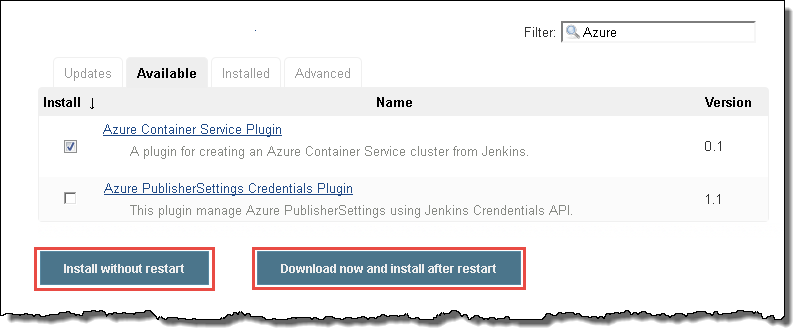 Filter: Azure
Updates Available Installed Advanced
Install ↓ Name Version
Azure Container Service Plugin
A plugin for creating an Azure Container Service cluster from Jenkins.
0.1
Azure PublisherSettings Credentials Plugin
This plugin manage Azure PublisherSettings using Jenkins Crendentials API.
1.1
Install without restart Download now and install after restart